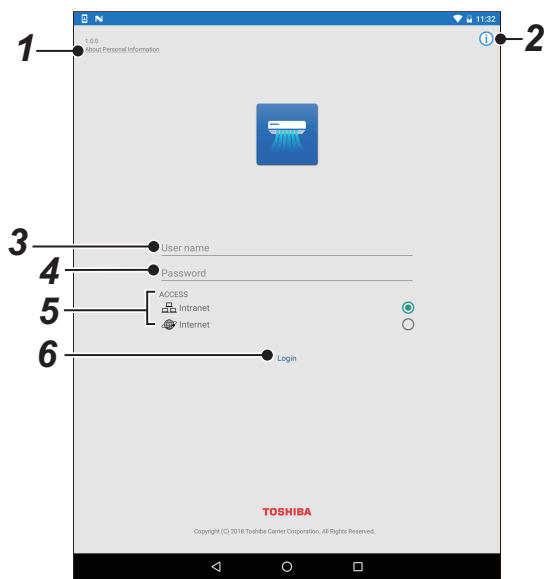 11:32
1.0.0
About Personal Information
1
2
3
User name
4
Password
5
ACCESS
Intranet
Internet
6
Login
TOSHIBA
Copyright (C) 2018 Toshiba Carrier Corporation. All Rights Reserved.